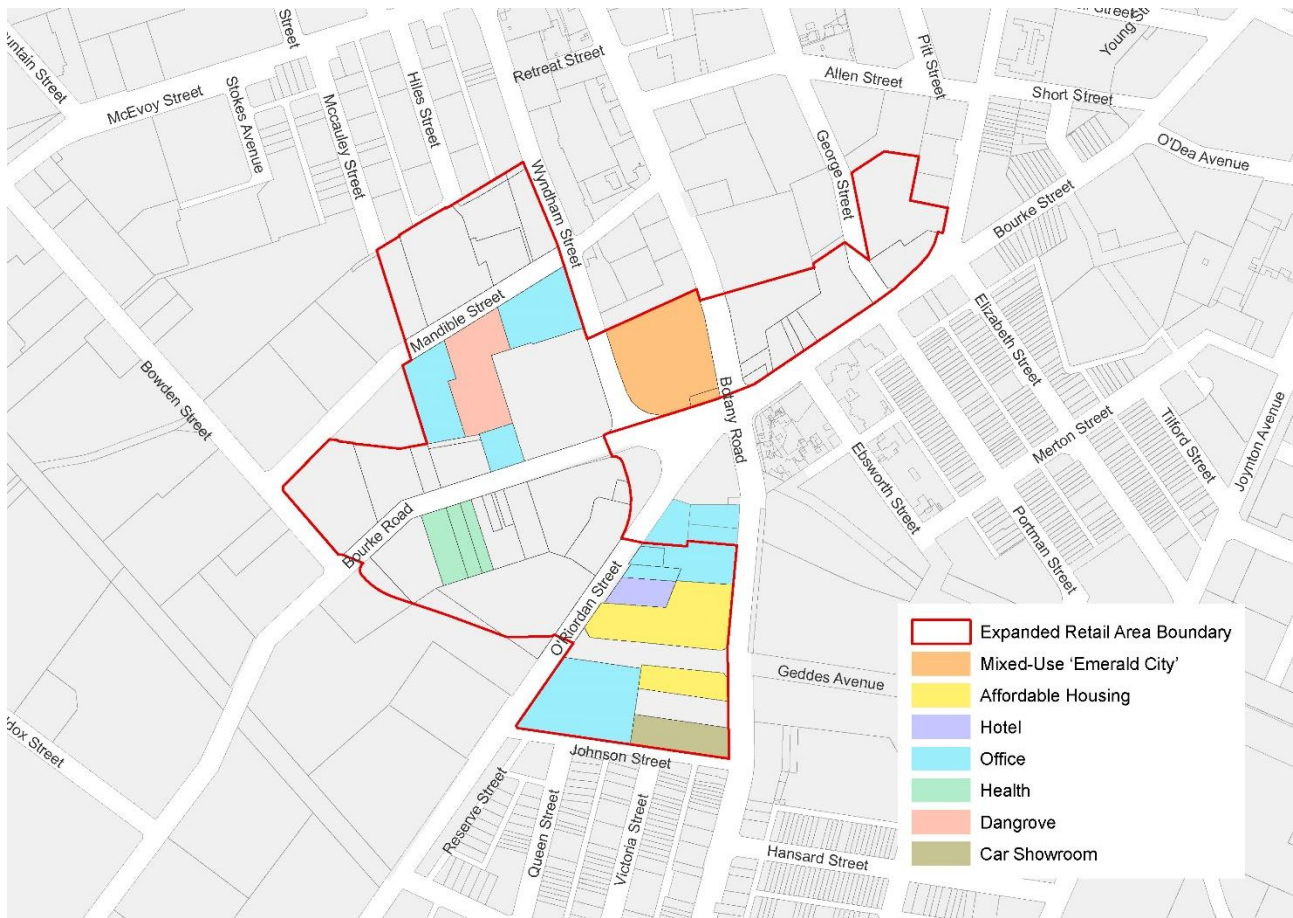 Street
Young
Street
Pitt Street
Retreat Street
Allen Street
Short Street
Hiles Street
Stokes Avenue
McEvoy Street
Mccauley Street
O'Dea Avenue
George Street
Wyndham Street
Bourke Street
Mandible Street
Elizabeth Street
Bowden Street
Botany Road
Merton Street
Tilford Street
Joynton Avenue
Ebsworth Street
Portman Street
Bourke Road
O'Riordan Street
Geddes Avenue
Street
Johnson Street
Reserve Street
Queen Street
Victoria Street
Hansard Street
Expanded Retail Area Boundary
Mixed-Use ‘Emerald City’
Affordable Housing
Hotel
Office
Health
Dangrove
Car Showroom